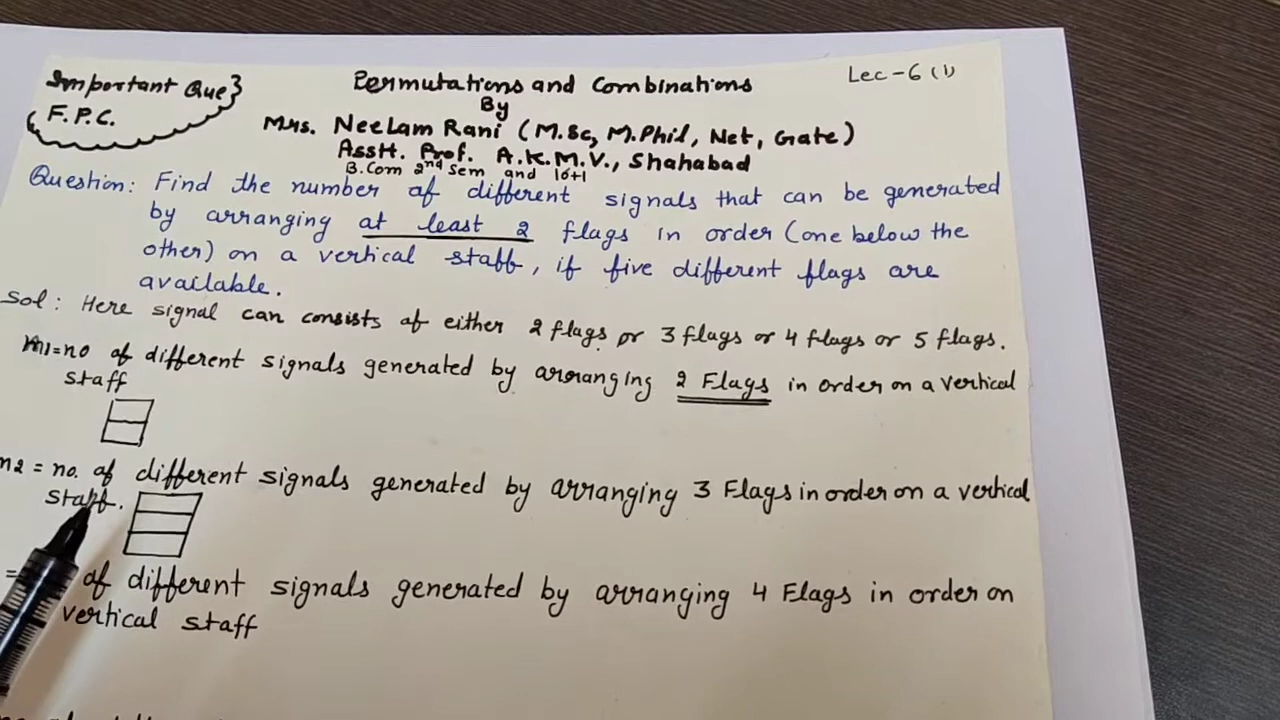 Important Que}
F.P.C.
Lec-6(1)
Permutations and Combinations
By
Mrs. Neelam Rani (M.Sc, M.Phil, Net, Gate)
Asstt. Prof. A.K.M.V., Shahabad
B.Com 2nd Sem and 10+1
Question: Find the number of different signals that can be generated
by arranging at least 2 flags in order (one below the
other) on a vertical staff, if five different flags are
available.
Sol: Here signal can consists of either 2 flags or 3 flags or 4 flags or 5 flags.
m1=no of different signals generated by arranging 2 Flags in order on a vertical
staff
m2 = no. of different signals generated by arranging 3 Flags in order on a vertical
staff.
= of different signals generated by arranging 4 Flags in order on
vertical staff